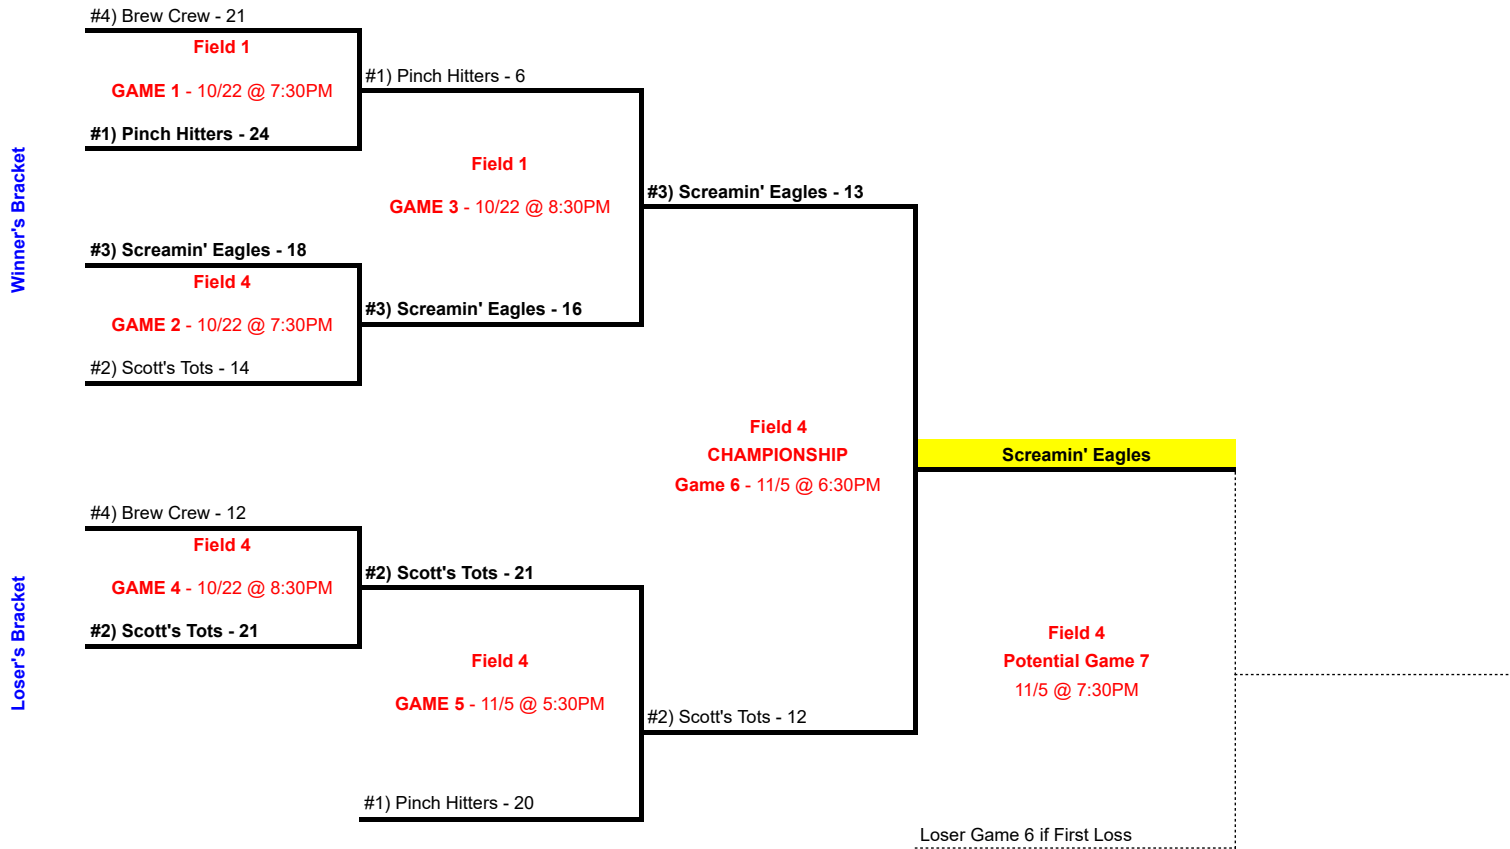 #4) Brew Crew - 21
Field 1
GAME 1 - 10/22 @ 7:30PM
#1) Pinch Hitters - 24
#1) Pinch Hitters - 6
Field 1
GAME 3 - 10/22 @ 8:30PM
Winner's Bracket
#3) Screamin' Eagles - 18
Field 4
GAME 2 - 10/22 @ 7:30PM
#2) Scott's Tots - 14
#3) Screamin' Eagles - 16
#3) Screamin' Eagles - 13
Field 4
CHAMPIONSHIP
Game 6 - 11/5 @ 6:30PM
Screamin' Eagles
Loser's Bracket
#4) Brew Crew - 12
Field 4
GAME 4 - 10/22 @ 8:30PM
#2) Scott's Tots - 21
#2) Scott's Tots - 21
Field 4
GAME 5 - 11/5 @ 5:30PM
#1) Pinch Hitters - 20
#2) Scott's Tots - 12
Field 4
Potential Game 7
11/5 @ 7:30PM
Loser Game 6 if First Loss